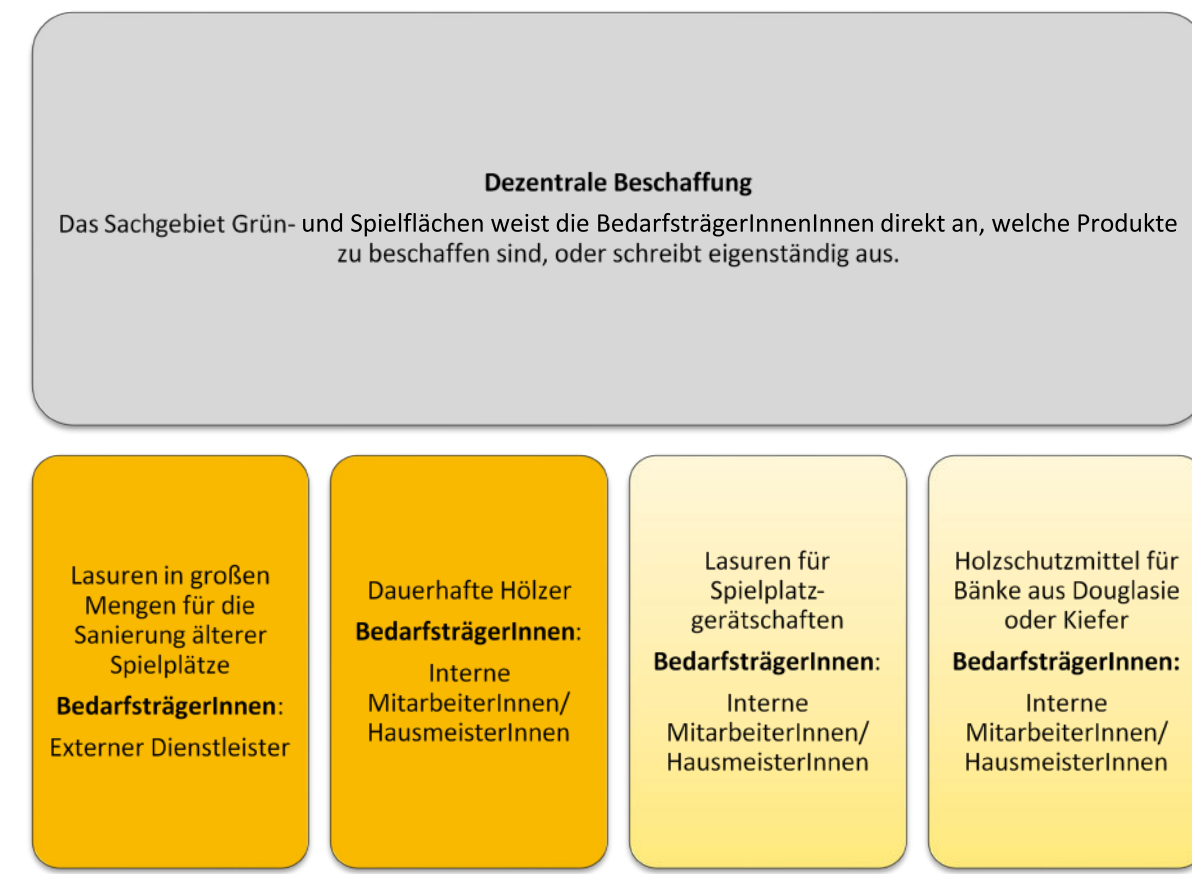 Dezentrale Beschaffung
Das Sachgebiet Grün- und Spielflächen weist die BedarfsträgerInnenInnen direkt an, welche Produkte
zu beschaffen sind, oder schreibt eigenständig aus.
Lasuren in großen
Mengen für die
Sanierung älterer
Spielplätze
BedarfsträgerInnen:
Externer Dienstleister
Dauerhafte Hölzer
BedarfsträgerInnen:
Interne
MitarbeiterInnen/
HausmeisterInnen
Lasuren für
Spielplatz-
gerätschaften
BedarfsträgerInnen:
Interne
MitarbeiterInnen/
HausmeisterInnen
Holzschutzmittel für
Bänke aus Douglasie
oder Kiefer
BedarfsträgerInnen:
Interne
MitarbeiterInnen/
HausmeisterInnen